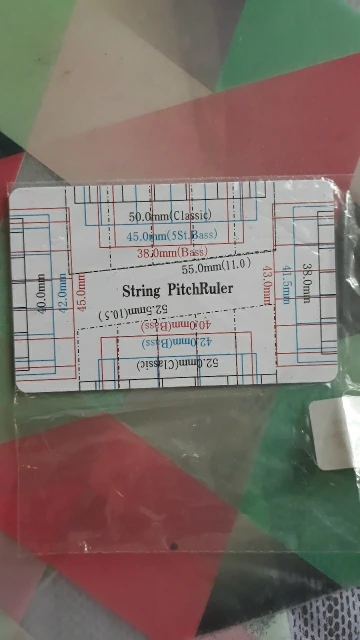 50.0mm(Classic)
45.0mm(5St.Bass)
38.0mm(Bass)
55.0mm(11.0)
String PitchRuler
52.5mm(10.5)
40.0mm(Bass)
42.0mm(Bass)
52.0mm(Classic)
40.0mm
42.0mm
45.0mm
43.0mm
41.5mm
38.0mm